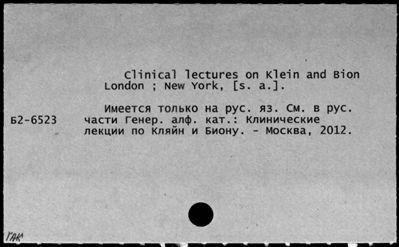 Clinical lectures on Klein and Bion
London ; New York, [s. a.].
Имеется только на рус. яз. См. в рус.
Б2-6523 части Генер. алф. кат.: Клинические
лекции по Кляйн и Биону. - Москва, 2012.